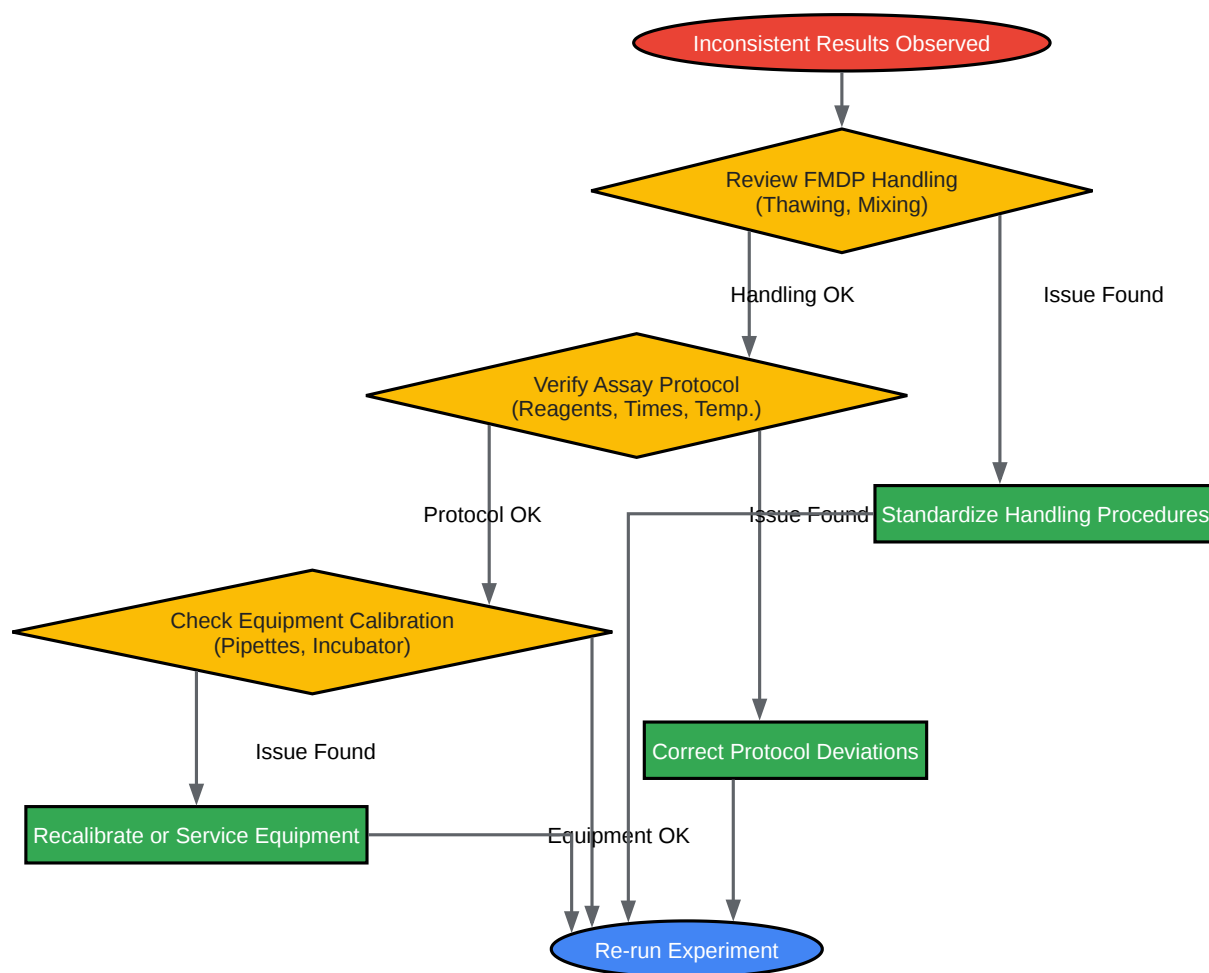 Inconsistent Results Observed
Review FMDP Handling
(Thawing, Mixing)
Handling OK
Issue Found
Verify Assay Protocol
(Reagents, Times, Temp.)
Protocol OK
Issue Found
Standardize Handling Procedures
Check Equipment Calibration
(Pipettes, Incubator)
Issue Found
Correct Protocol Deviations
Recalibrate or Service Equipment
Equipment OK
Re-run Experiment